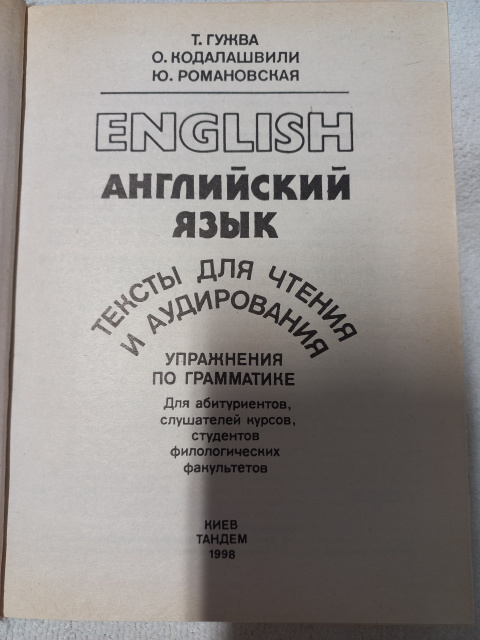 Т. ГУЖВА
О. КОДАЛАШВИЛИ
Ю. РОМАНОВСКАЯ
ENGLISH
АНГЛИЙСКИЙ
ЯЗЫК
ТЕКСТЫ ДЛЯ ЧТЕНИЯ
И АУДИРОВАНИЯ
УПРАЖНЕНИЯ
ПО ГРАММАТИКЕ
Для абитуриентов,
слушателей курсов,
студентов
филологических
факультетов
КИЕВ
ТАНДЕМ
1998